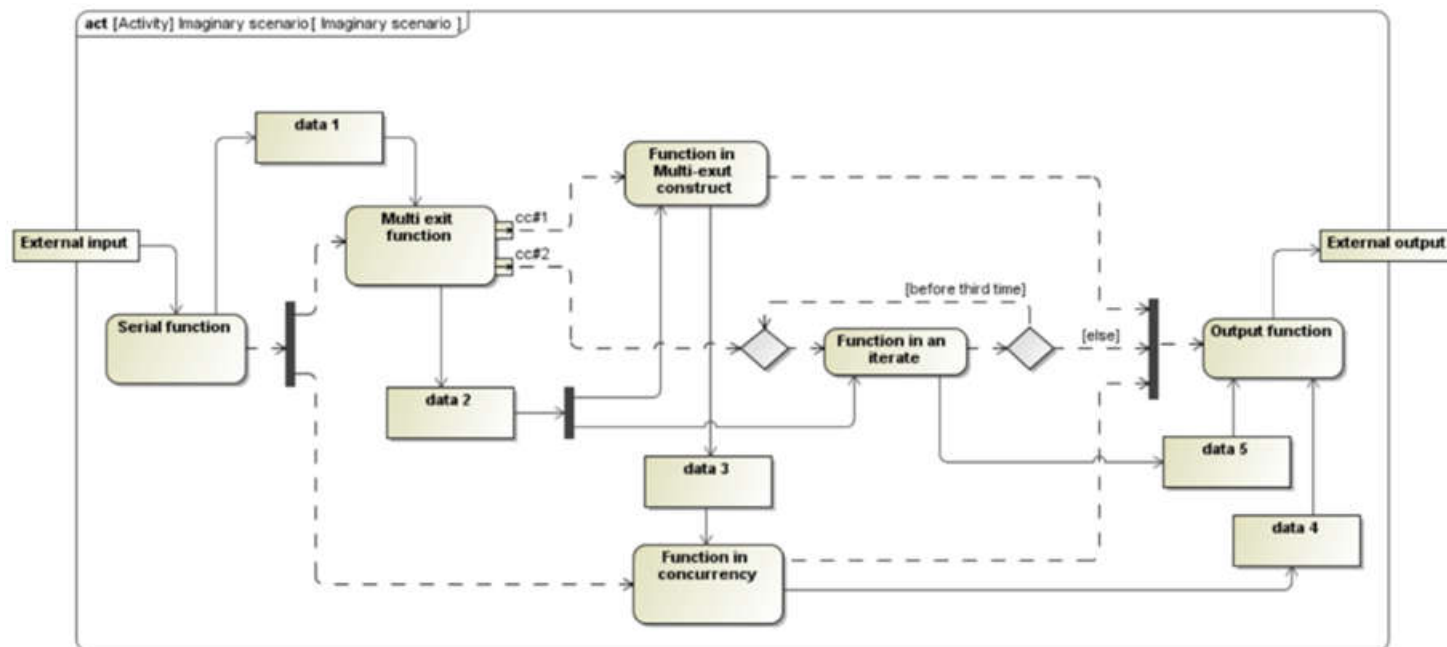 act [Activity] Imaginary scenario[ Imaginary scenario ]
data 1
Function in
Multi-exut
construct
Multi exit
function
cc#1
cc#2
External input
External output
Serial function
[before third time]
Function in an
iterate
[else]
Output function
data 2
data 3
data 5
data 4
Function in
concurrency